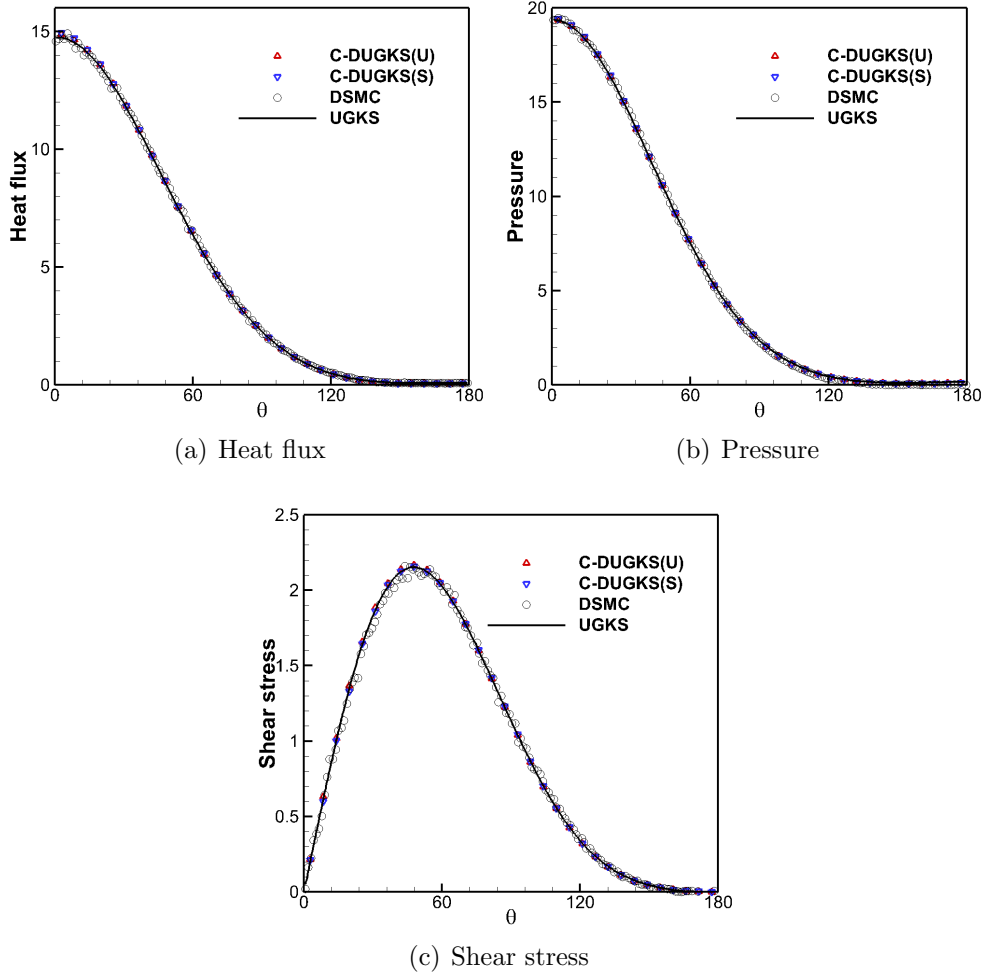 15
10
5
0
Heat flux
C-DUGKS(U)
C-DUGKS(S)
DSMC
UGKS
0
60
120
180
θ
(a) Heat flux
20
15
10
5
0
Pressure
C-DUGKS(U)
C-DUGKS(S)
DSMC
UGKS
0
60
120
180
θ
(b) Pressure
2.5
2
1.5
1
0.5
0
Shear stress
C-DUGKS(U)
C-DUGKS(S)
DSMC
UGKS
0
60
120
180
θ
(c) Shear stress